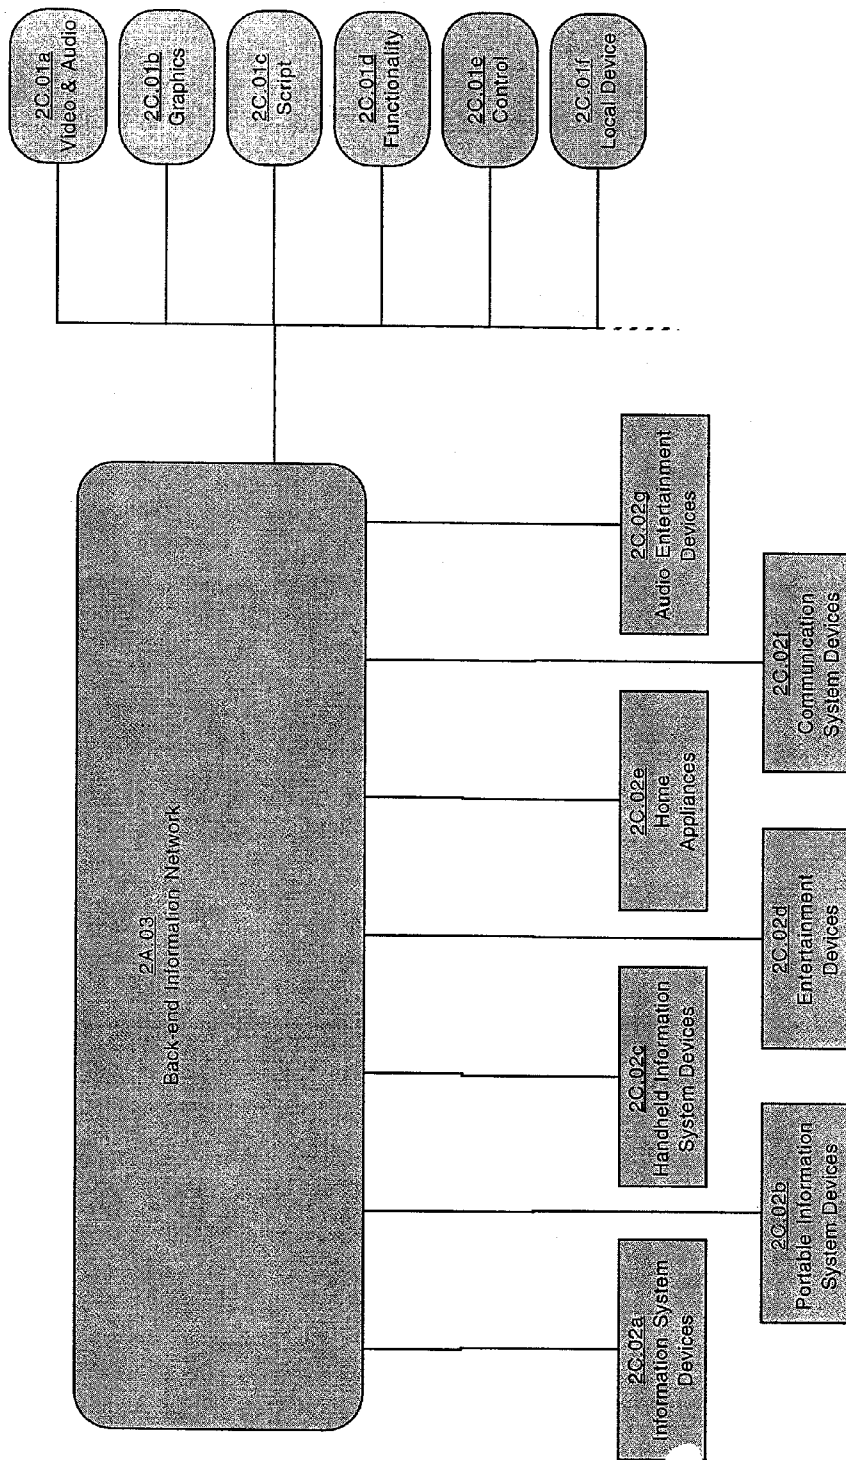 2C.01a
Video & Audio
2C.01b
Graphics
2C.01c
Script
2C.01d
Functionality
2C.01e
Control
2C.01f
Local Device
2A.03
Back-end Information Network
2C.02a
Information System
Devices
2C.02b
Portable Information
System Devices
2C.02c
Handheld Information
System Devices
2C.02d
Entertainment
Devices
2C.02e
Home
Appliances
2C.02f
Communication
System Devices
2C.02g
Audio Entertainment
Devices